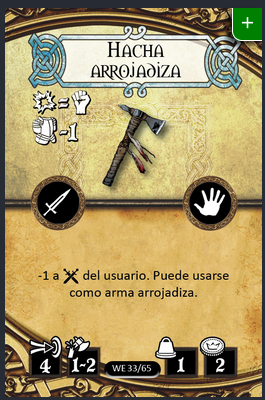 HACHA
ARROJADIZA
=
-1
-1 a del usuario. Puede usarse
como arma arrojadiza.
4 1-2 WE 33/65 1 2